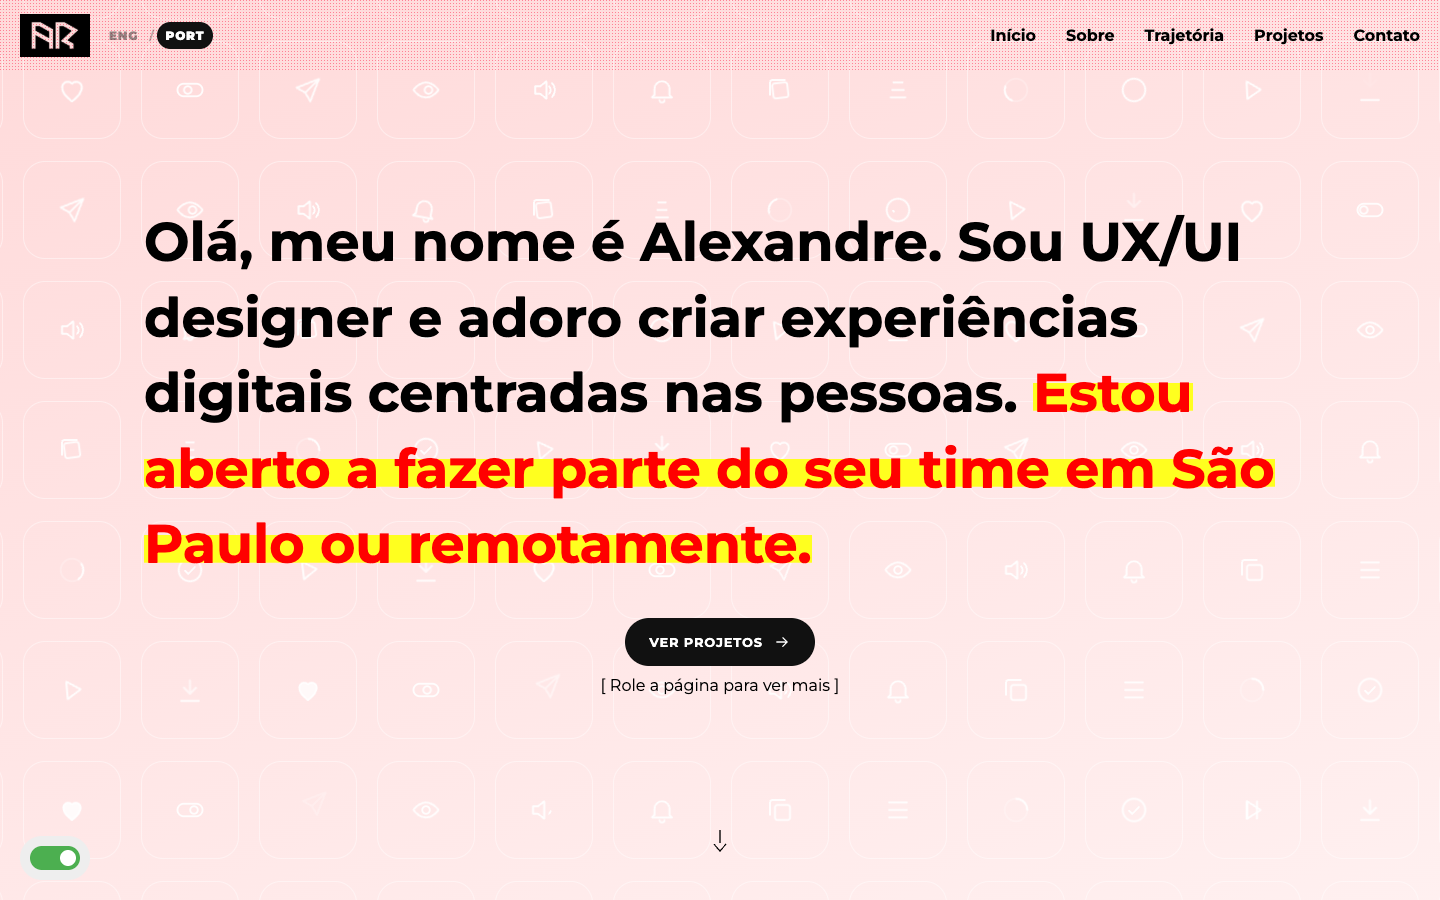 AR
ENG / PORT
Início Sobre Trajetória Projetos Contato
Olá, meu nome é Alexandre. Sou UX/UI
designer e adoro criar experiências
digitais centradas nas pessoas. Estou
aberto a fazer parte do seu time em São
Paulo ou remotamente.
VER PROJETOS →
[ Role a página para ver mais ]